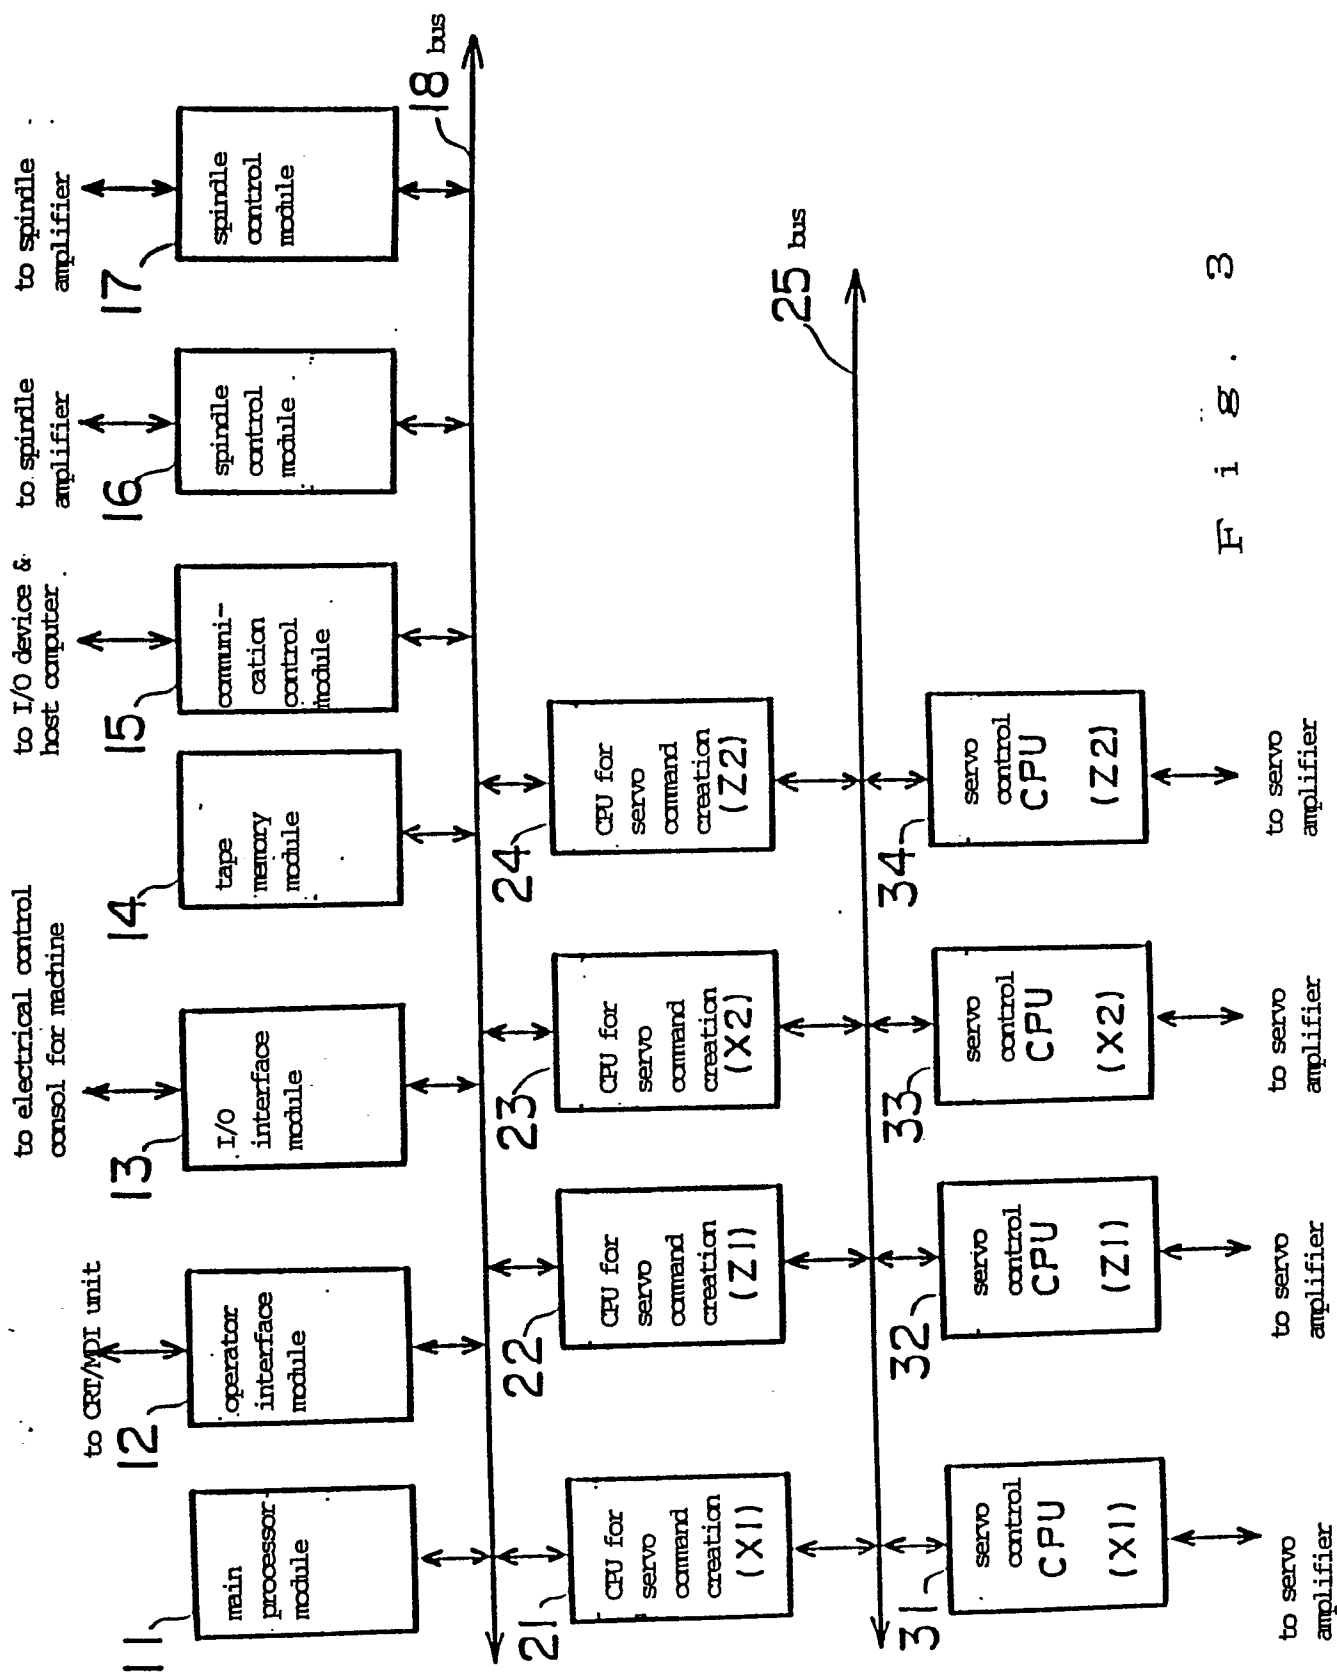 to CRT/MDI unit
to electrical control
consol for machine
to I/O device &
host computer
to spindle
amplifier
to spindle
amplifier
11
main
processor
module
12
operator
interface
module
13
I/O
interface
module
14
tape
memory
module
15
communi-
cation
control
module
16
spindle
control
module
17
spindle
control
module
18 bus
21
CPU for
servo
command
creation
(X1)
22
CPU for
servo
command
creation
(Z1)
23
CPU for
servo
command
creation
(X2)
24
CPU for
servo
command
creation
(Z2)
25 bus
31
servo
control
CPU
(X1)
32
servo
control
CPU
(Z1)
33
servo
control
CPU
(X2)
34
servo
control
CPU
(Z2)
to servo
amplifier
to servo
amplifier
to servo
amplifier
to servo
amplifier
Fig. 3